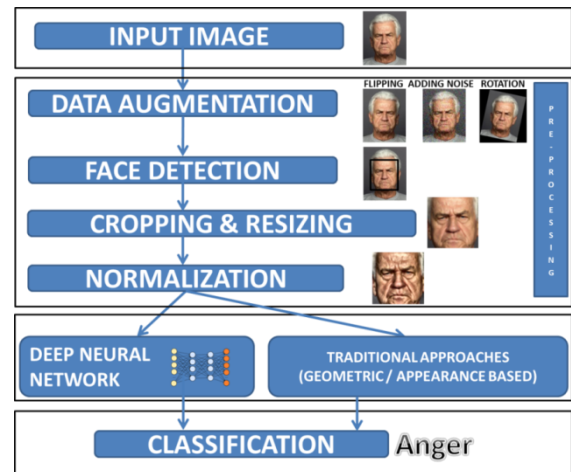 INPUT IMAGE
FLIPPING ADDING NOISE ROTATION
DATA AUGMENTATION
FACE DETECTION
CROPPING & RESIZING
NORMALIZATION
PRE-PROCESSING
DEEP NEURAL
NETWORK
TRADITIONAL APPROACHES
(GEOMETRIC / APPEARANCE BASED)
CLASSIFICATION Anger